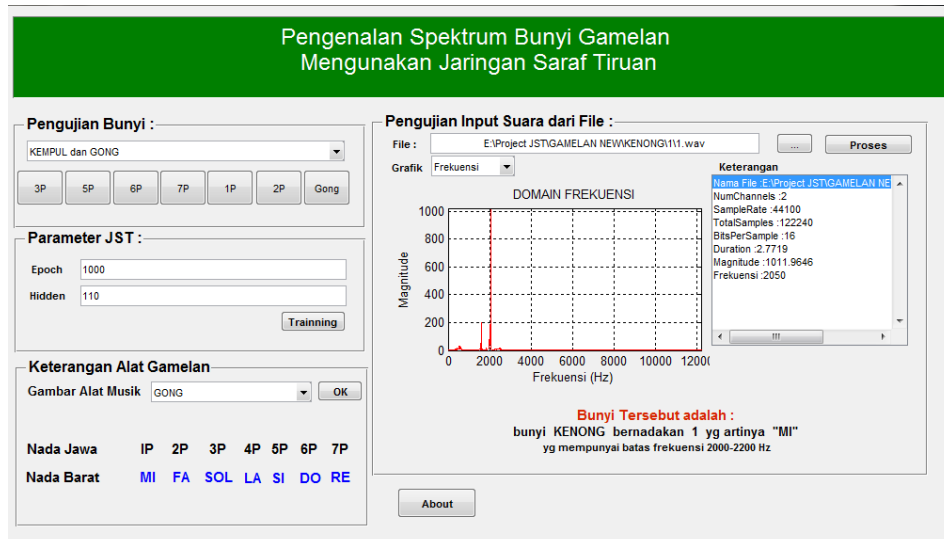 Pengenalan Spektrum Bunyi Gamelan
Mengunakan Jaringan Saraf Tiruan
Pengujian Bunyi :
KEMPUL dan GONG
3P 5P 6P 7P 1P 2P Gong
Parameter JST :
Epoch 1000
Hidden 110
Trainning
Keterangan Alat Gamelan
Gambar Alat Musik GONG OK
Nada Jawa IP 2P 3P 4P 5P 6P 7P
Nada Barat MI FA SOL LA SI DO RE
Pengujian Input Suara dari File :
File : E:\Project JST\GAMELAN NEW\KENONG\1\1.wav ... Proses
Grafik Frekuensi
Keterangan
Nama File :E:\Project JST\GAMELAN NE
NumChannels :2
SampleRate :44100
TotalSamples :122240
BitsPerSample :16
Duration :2.7719
Magnitude :1011.9646
Frekuensi :2050
DOMAIN FREKUENSI
Magnitude
1000
800
600
400
200
0
0 2000 4000 6000 8000 10000 1200
Frekuensi (Hz)
Bunyi Tersebut adalah :
bunyi KENONG bernadakan 1 yg artinya "MI"
yg mempunyai batas frekuensi 2000-2200 Hz
About